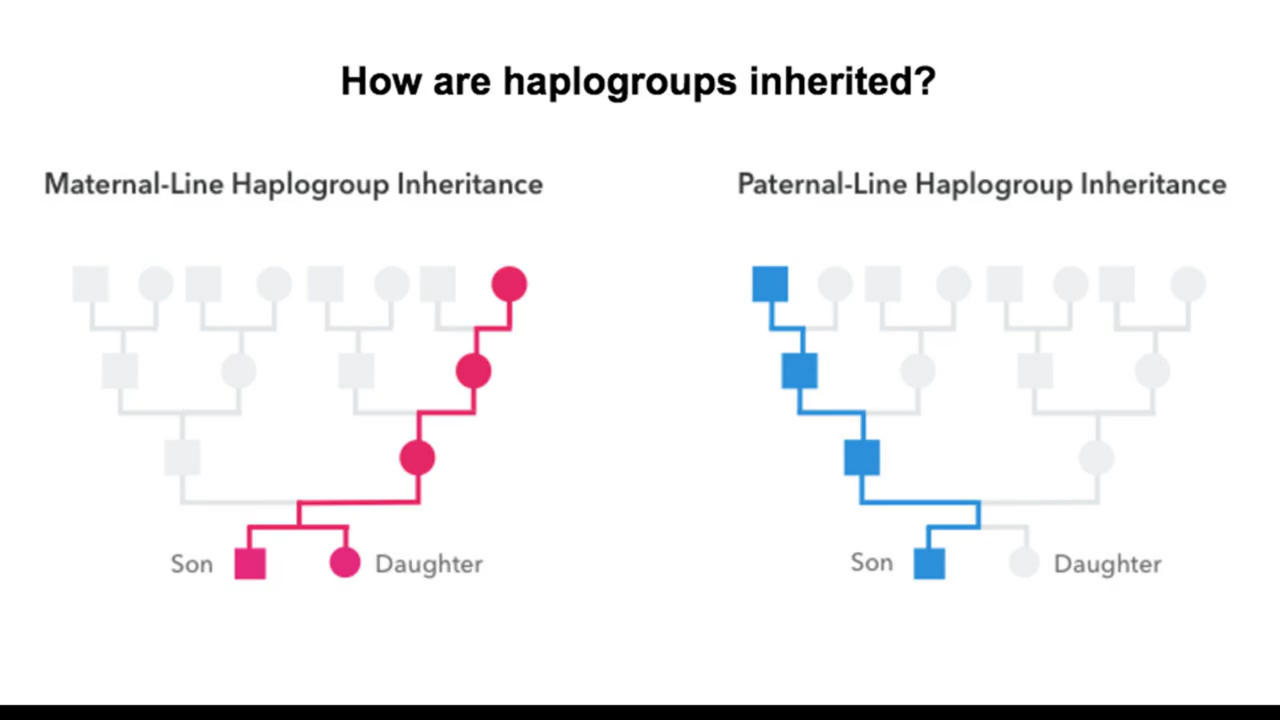 How are haplogroups inherited?
Maternal-Line Haplogroup Inheritance
Paternal-Line Haplogroup Inheritance
Son
Daughter
Son
Daughter